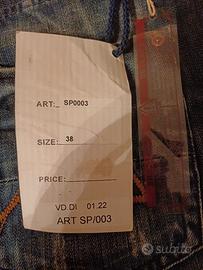 ART: SP0003
SIZE: 38
PRICE:
VD.DI 01.22
ART SP/003
subito